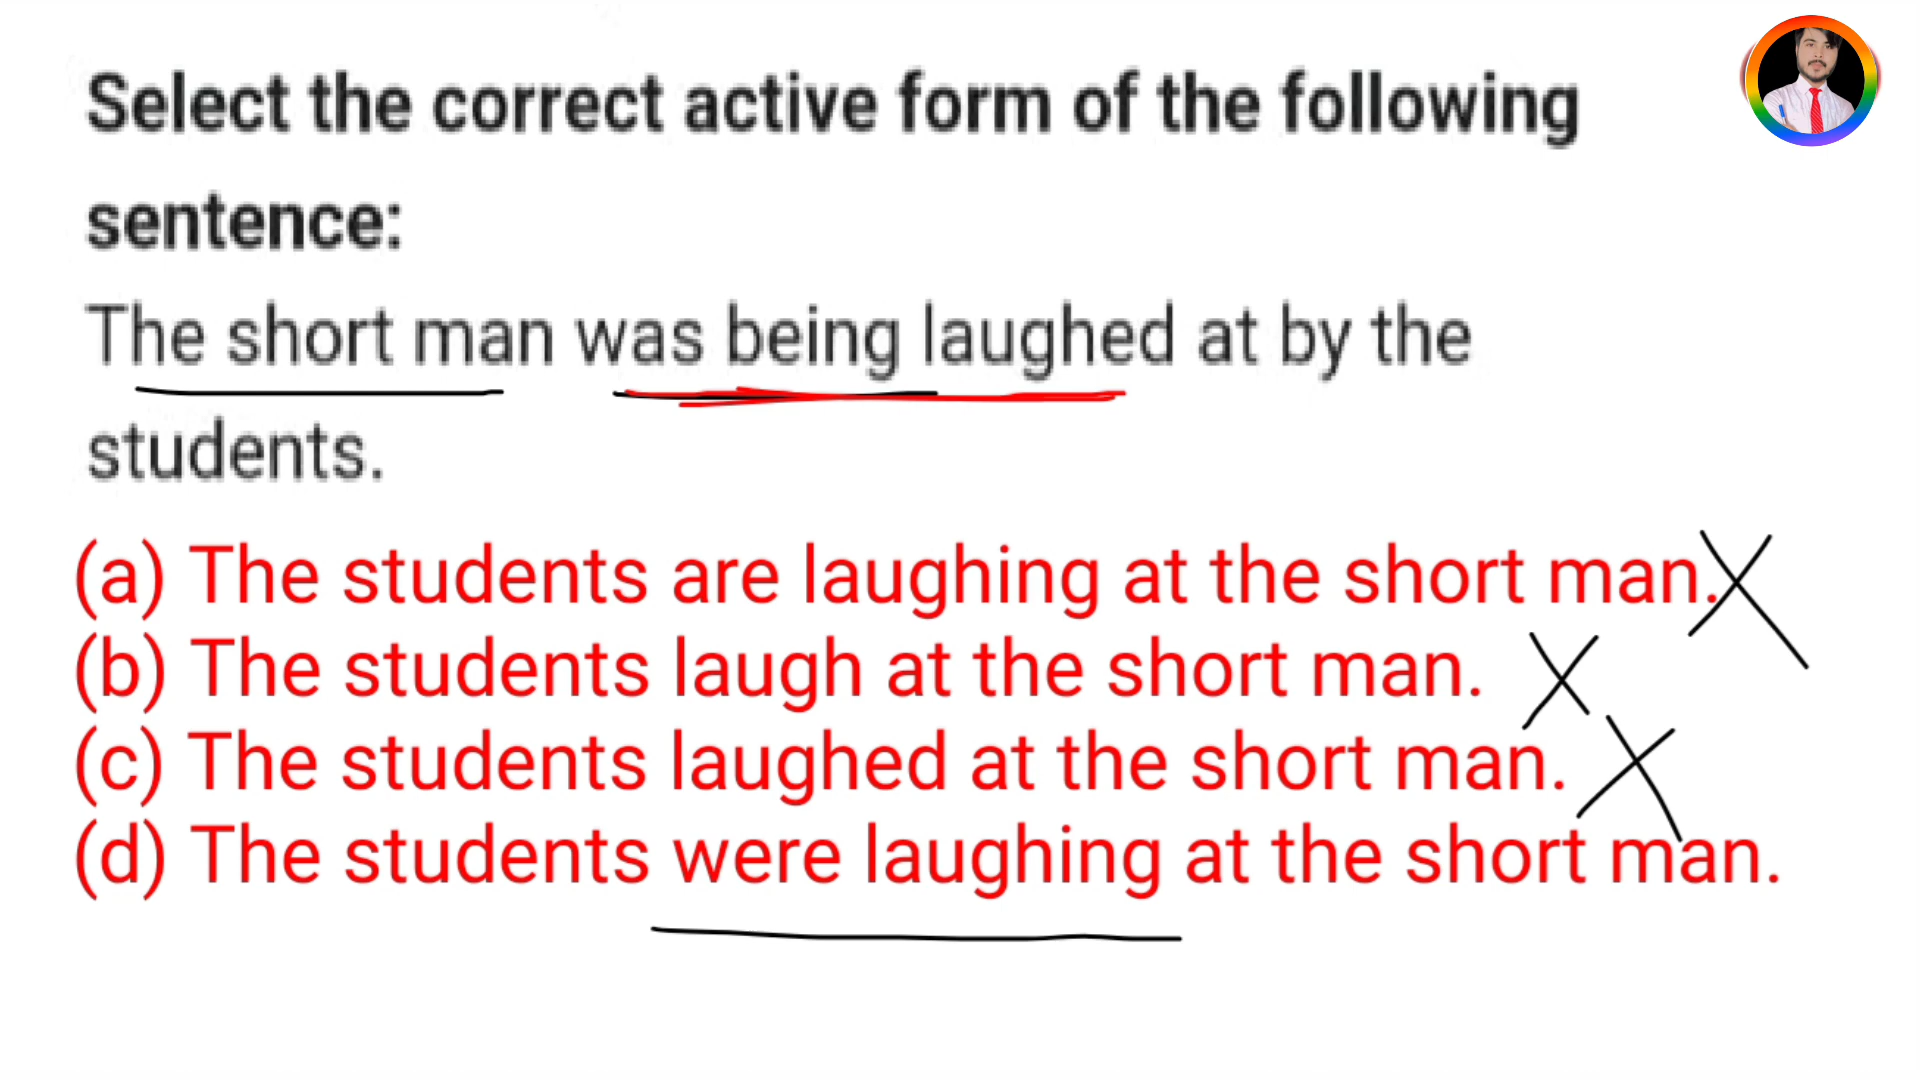 Select the correct active form of the following
sentence:
The short man was being laughed at by the
students.
(a) The students are laughing at the short man.
(b) The students laugh at the short man.
(c) The students laughed at the short man.
(d) The students were laughing at the short man.